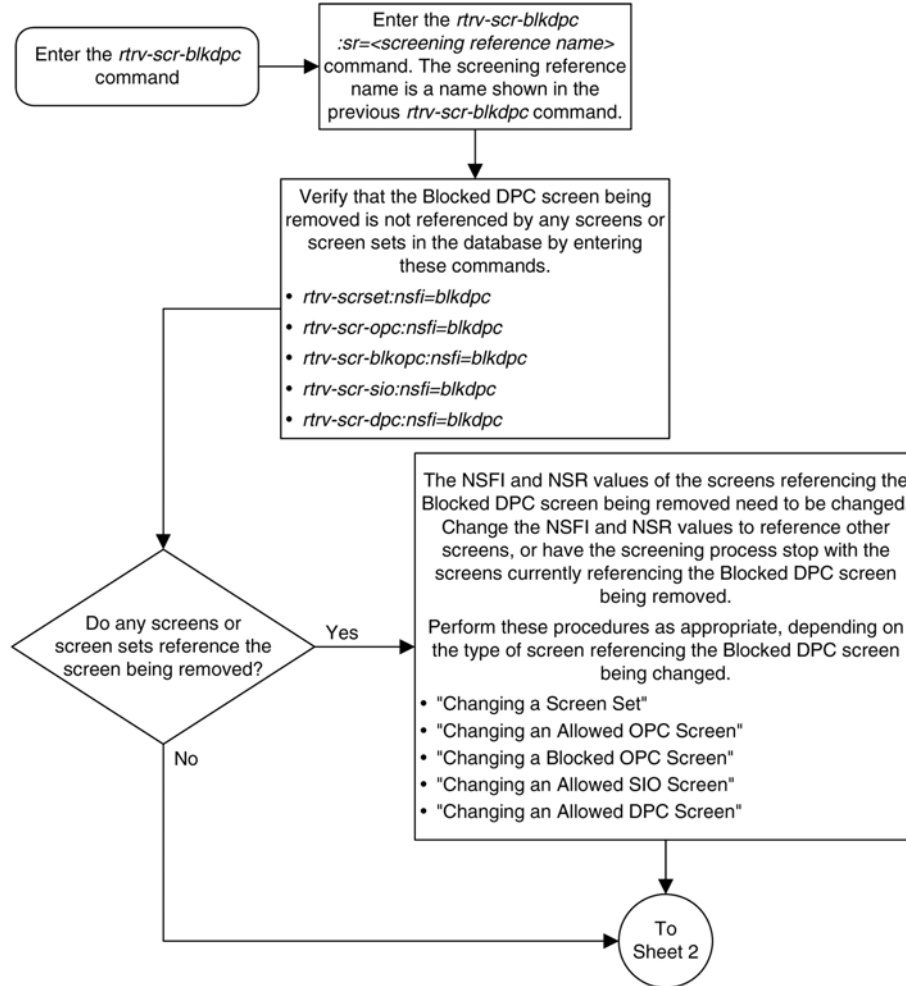 Enter the rtrv-scr-blkdpc
command
Enter the rtrv-scr-blkdpc
:sr=<screening reference name>
command. The screening reference
name is a name shown in the
previous rtrv-scr-blkdpc command.
Verify that the Blocked DPC screen being
removed is not referenced by any screens or
screen sets in the database by entering
these commands.
• rtrv-scrset:nsfi=blkdpc
• rtrv-scr-opc:nsfi=blkdpc
• rtrv-scr-blkopc:nsfi=blkdpc
• rtrv-scr-sio:nsfi=blkdpc
• rtrv-scr-dpc:nsfi=blkdpc
Do any screens or
screen sets reference the
screen being removed?
Yes
No
The NSFI and NSR values of the screens referencing the
Blocked DPC screen being removed need to be changed.
Change the NSFI and NSR values to reference other
screens, or have the screening process stop with the
screens currently referencing the Blocked DPC screen
being removed.
Perform these procedures as appropriate, depending on
the type of screen referencing the Blocked DPC screen
being changed.
• "Changing a Screen Set"
• "Changing an Allowed OPC Screen"
• "Changing a Blocked OPC Screen"
• "Changing an Allowed SIO Screen"
• "Changing an Allowed DPC Screen"
To
Sheet 2